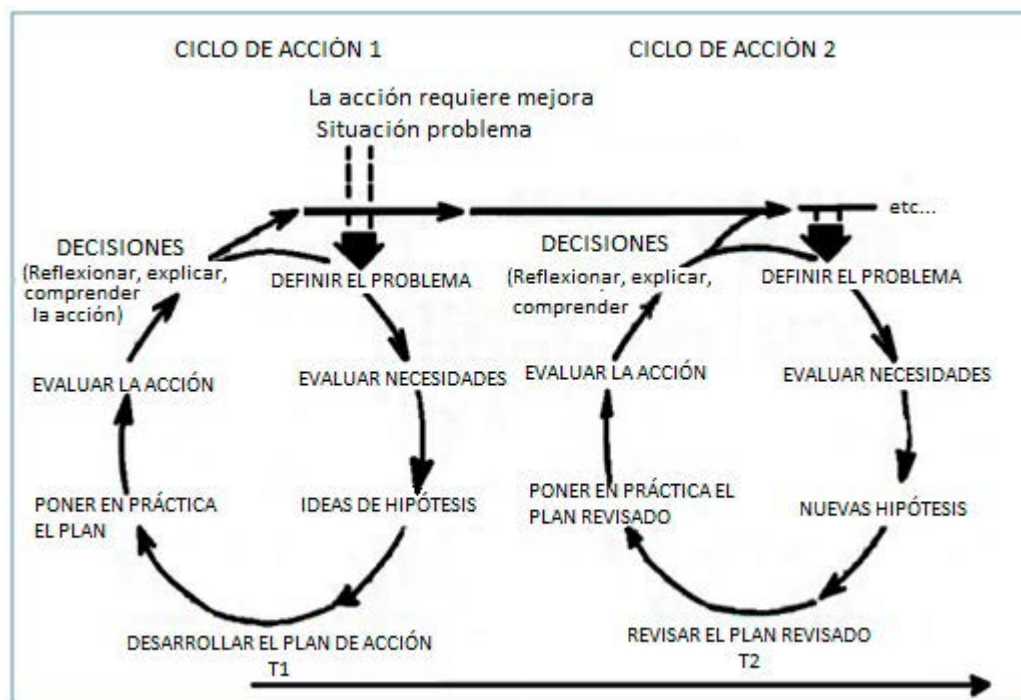 CICLO DE ACCIÓN 1
La acción requiere mejora
Situación problema
DECISIONES
(Reflexionar, explicar,
comprender
la acción)
DEFINIR EL PROBLEMA
EVALUAR NECESIDADES
IDEAS DE HIPÓTESIS
DESARROLLAR EL PLAN DE ACCIÓN
T1
PONER EN PRÁCTICA
EL PLAN
EVALUAR LA ACCIÓN
CICLO DE ACCIÓN 2
etc...
DECISIONES
(Reflexionar, explicar,
comprender
DEFINIR EL PROBLEMA
EVALUAR NECESIDADES
NUEVAS HIPÓTESIS
REVISAR EL PLAN REVISADO
T2
PONER EN PRÁCTICA EL
PLAN REVISADO
EVALUAR LA ACCIÓN